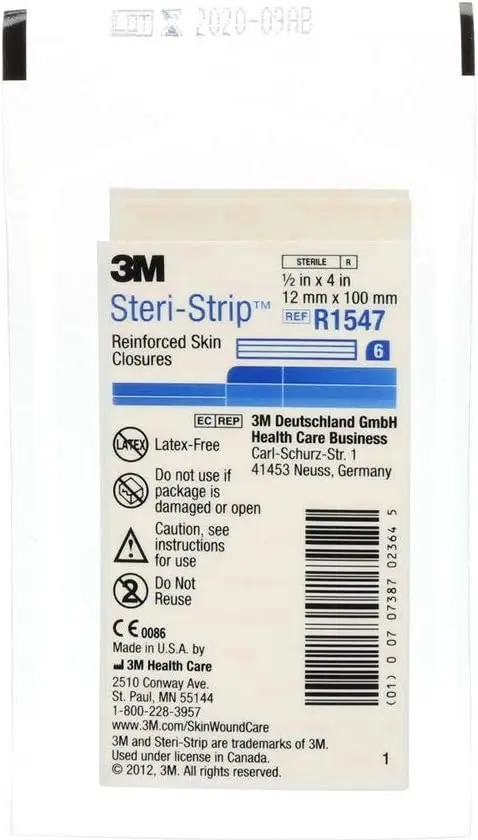 LOT 2020-09AB
3M
STERILE R
½ in x 4 in
12 mm x 100 mm
Steri-Strip™
REF R1547
Reinforced Skin
Closures
6
EC REP 3M Deutschland GmbH
Health Care Business
Carl-Schurz-Str. 1
41453 Neuss, Germany
LATEX Latex-Free
Do not use if
package is
damaged or open
Caution, see
instructions
for use
2 Do Not
Reuse
(01) 0 07 07387 02364 5
CE 0086
Made in U.S.A. by
3M Health Care
2510 Conway Ave.
St. Paul, MN 55144
1-800-228-3957
www.3M.com/SkinWoundCare
3M and Steri-Strip are trademarks of 3M.
Used under license in Canada.
© 2012, 3M. All rights reserved.
1